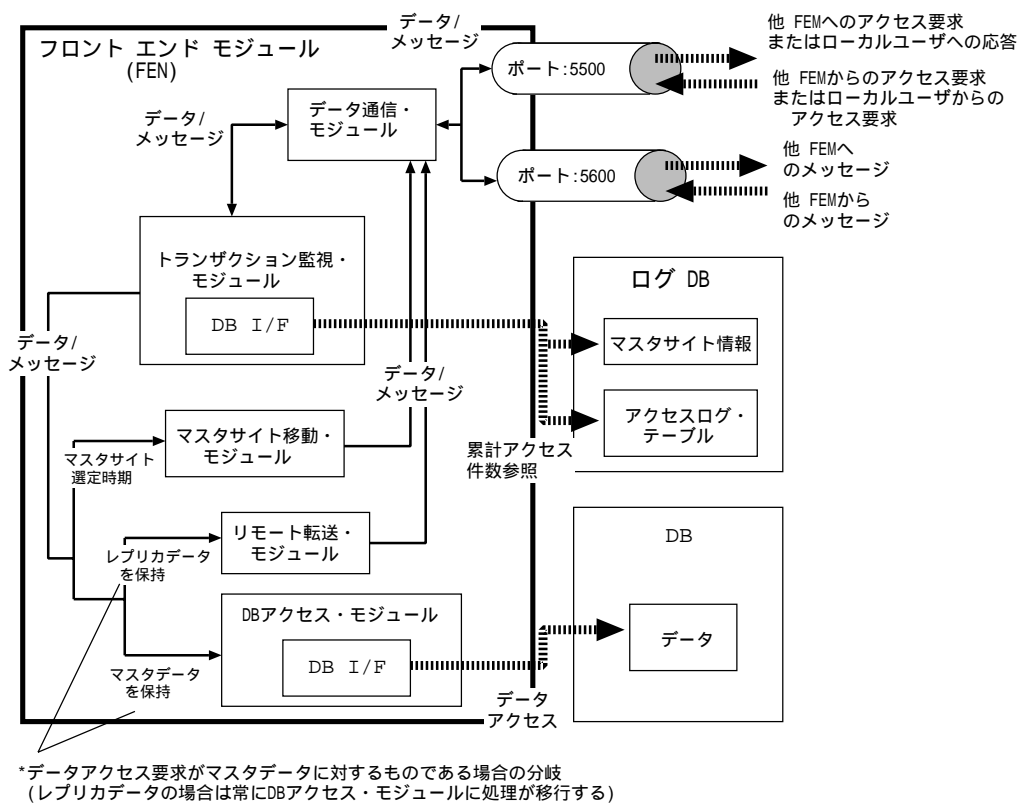 データ/
メッセージ
フロント エンド モジュール
(FEN)
ポート:5500
他 FEMへのアクセス要求
またはローカルユーザへの応答
他 FEMからのアクセス要求
またはローカルユーザからの
アクセス要求
データ/
メッセージ
データ通信・
モジュール
ポート:5600
他 FEMへ
のメッセージ
他 FEMから
のメッセージ
トランザクション監視・
モジュール
DB I/F
ログ DB
マスタサイト情報
アクセスログ・
テーブル
データ/
メッセージ
データ/
メッセージ
マスタサイト移動・
モジュール
マスタサイト
選定時期
累計アクセス
件数参照
リモート転送・
モジュール
レプリカデータ
を保持
DB
データ
DBアクセス・モジュール
DB I/F
マスタデータ
を保持
データ
アクセス
*データアクセス要求がマスタデータに対するものである場合の分岐
(レプリカデータの場合は常にDBアクセス・モジュールに処理が移行する)